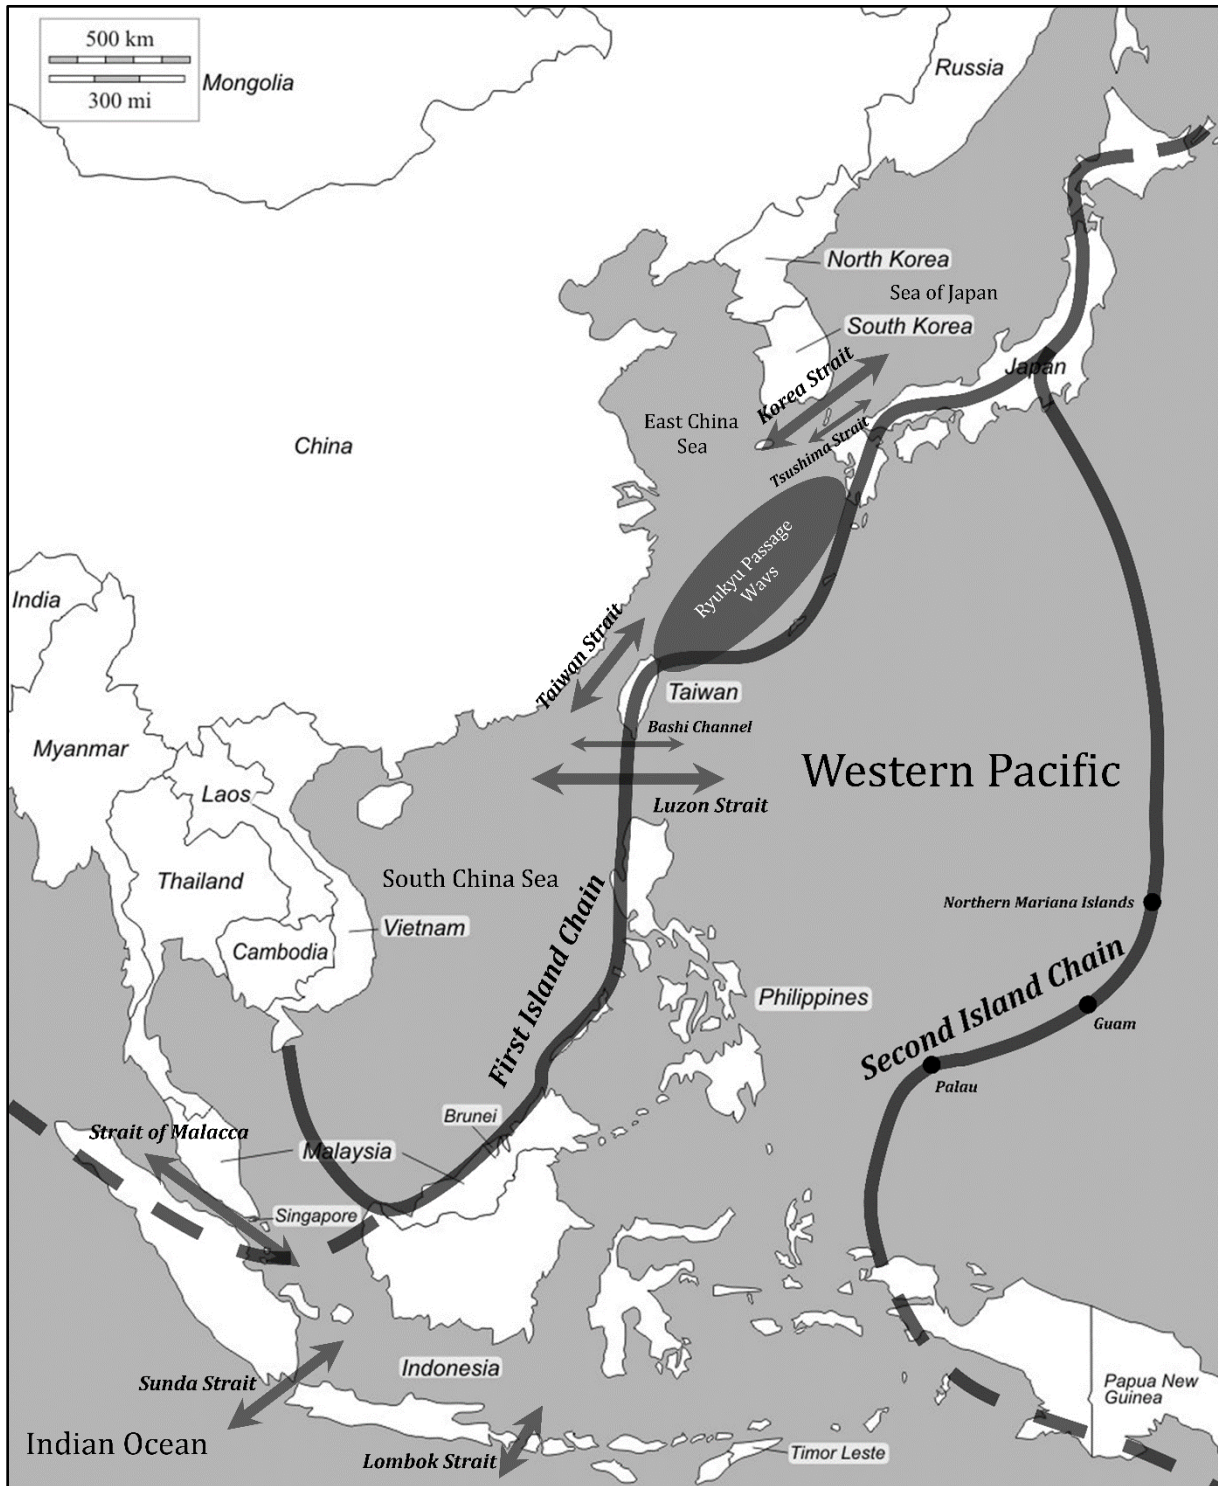 500 km
300 mi
Mongolia
Russia
North Korea
Sea of Japan
South Korea
Korea Strait
Japan
East China
Sea
Tsushima Strait
China
Ryukyu Passage
Wavs
India
Taiwan Strait
Taiwan
Bashi Channel
Myanmar
Western Pacific
Laos
Luzon Strait
Thailand
South China Sea
Northern Mariana Islands
Vietnam
First Island Chain
Cambodia
Philippines
Second Island Chain
Guam
Palau
Brunei
Strait of Malacca
Malaysia
Singapore
Indonesia
Sunda Strait
Papua New
Guinea
Indian Ocean
Lombok Strait
Timor Leste